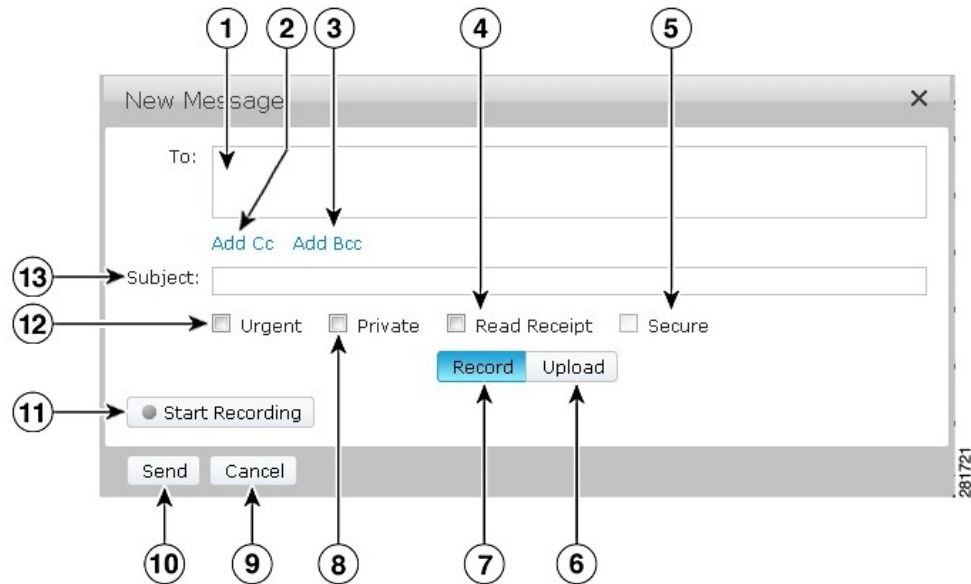 1 2 3 4 5
New Message
To:
Add Cc Add Bcc
13 Subject:
12 Urgent Private Read Receipt Secure
Record Upload
11 Start Recording
Send Cancel
10 9 8 7 6
281721